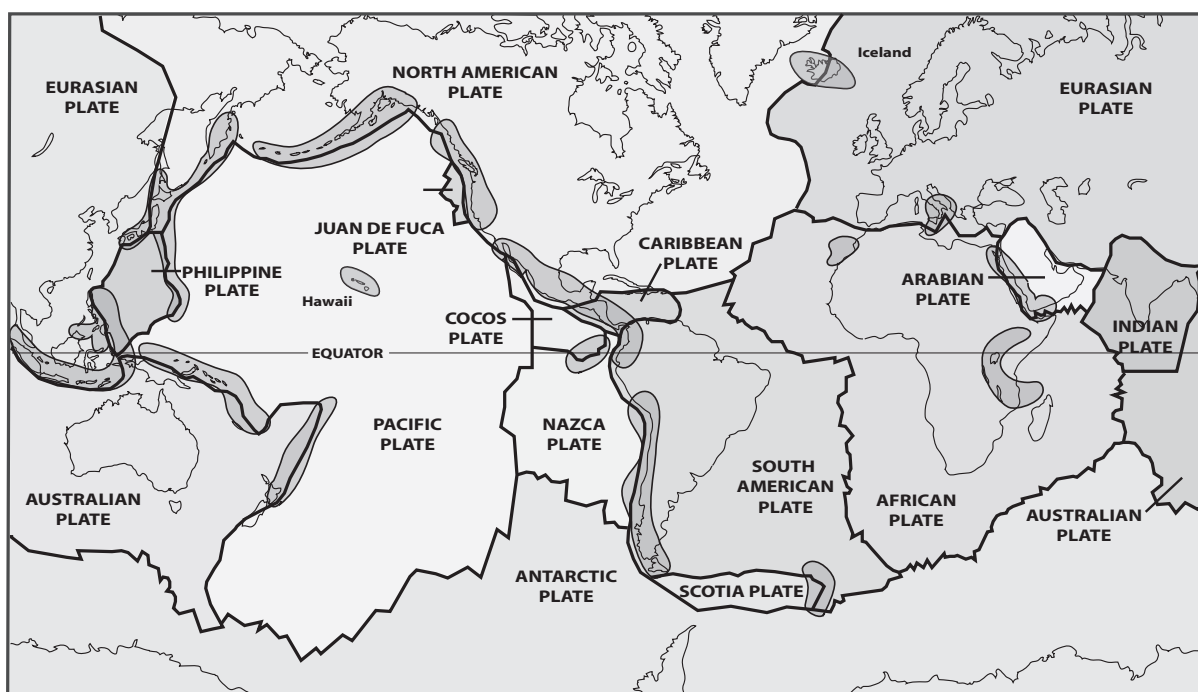 EURASIAN
PLATE
NORTH AMERICAN
PLATE
Iceland
EURASIAN
PLATE
JUAN DE FUCA
PLATE
CARIBBEAN
PLATE
PHILIPPINE
PLATE
Hawaii
ARABIAN
PLATE
COCOS
PLATE
INDIAN
PLATE
EQUATOR
PACIFIC
PLATE
NAZCA
PLATE
SOUTH
AMERICAN
PLATE
AUSTRALIAN
PLATE
AFRICAN
PLATE
AUSTRALIAN
PLATE
ANTARCTIC
PLATE
SCOTIA PLATE